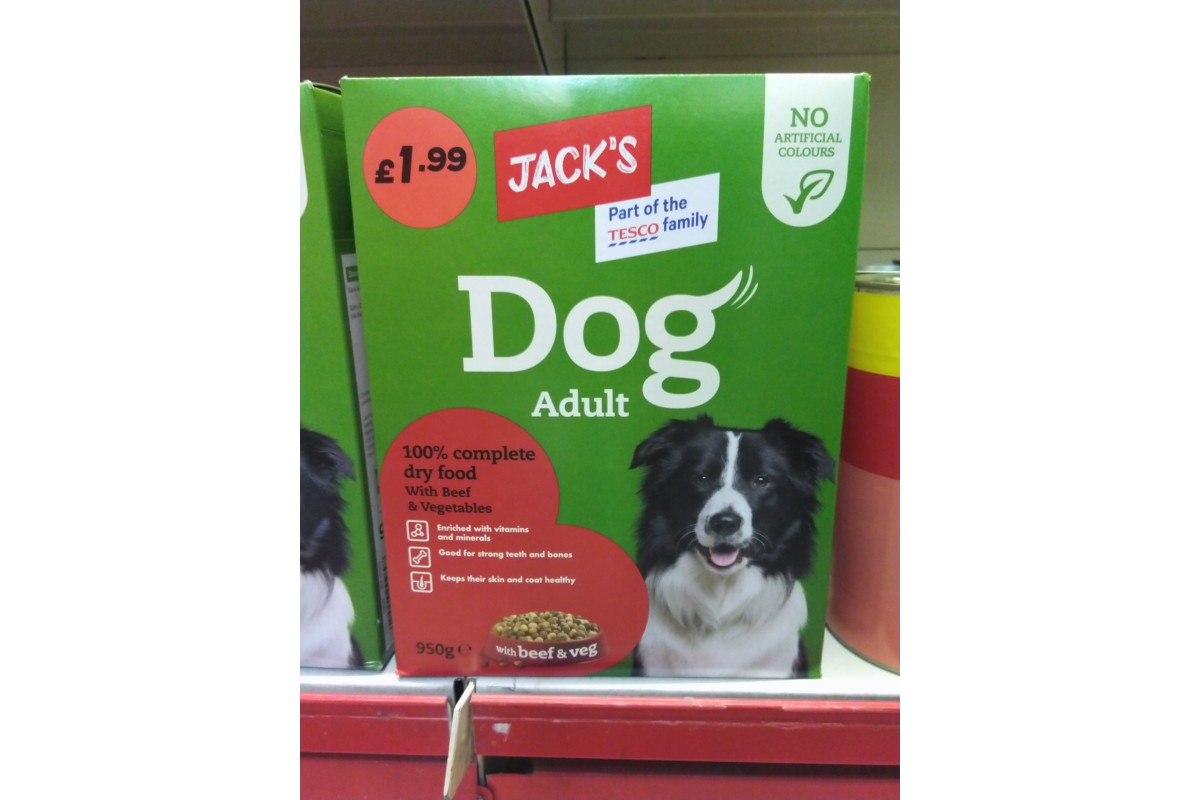 £1.99
JACK'S
Part of the
TESCO family
NO
ARTIFICIAL
COLOURS
Dog
Adult
100% complete
dry food
With Beef
& Vegetables
Enriched with vitamins
and minerals
Good for strong teeth and bones
Keeps their skin and coat healthy
950g ℮
With beef & veg